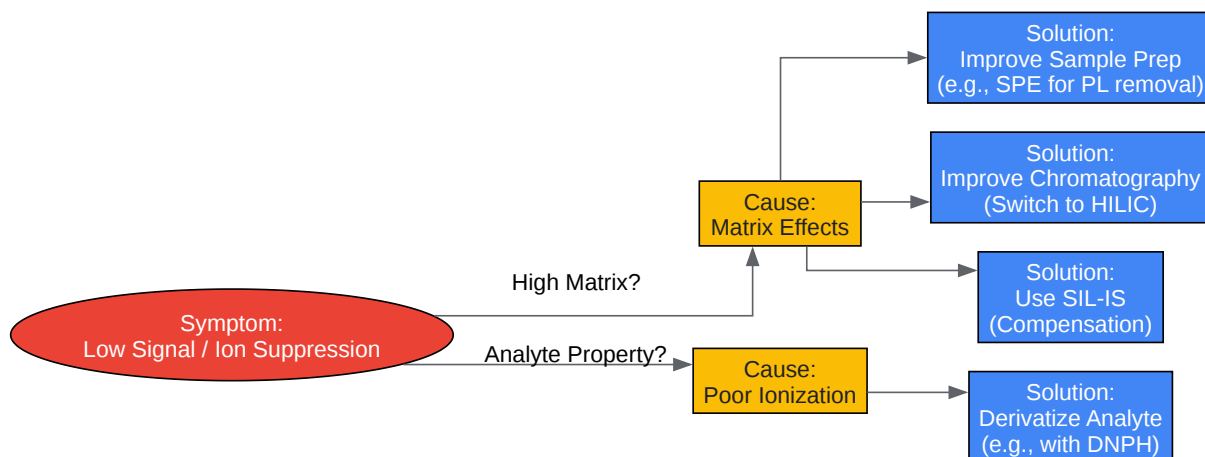 Symptom:
Low Signal / Ion Suppression
High Matrix?
Analyte Property?
Cause:
Matrix Effects
Cause:
Poor Ionization
Solution:
Improve Sample Prep
(e.g., SPE for PL removal)
Solution:
Improve Chromatography
(Switch to HILIC)
Solution:
Use SIL-IS
(Compensation)
Solution:
Derivatize Analyte
(e.g., with DNPH)